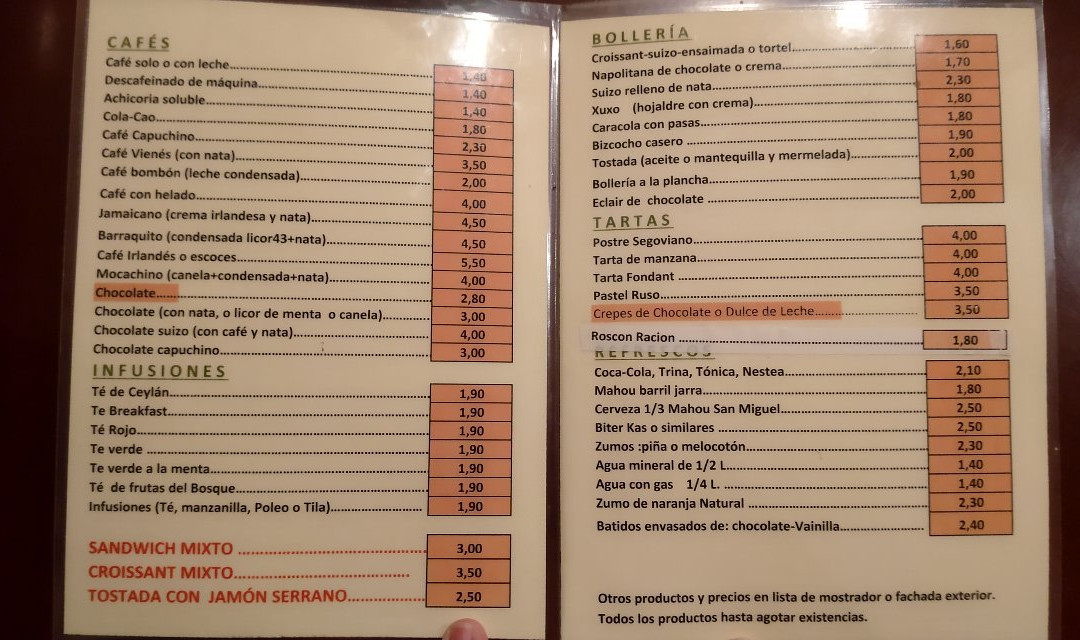 CAFÉS
Café solo o con leche........ 1,40
Descafeinado de máquina........ 1,40
Achicoria soluble........ 1,40
Cola-Cao........ 1,80
Café Capuchino........ 2,30
Café Vienés (con nata)........ 3,50
Café bombón (leche condensada)........ 2,00
Café con helado........ 4,00
Jamaicano (crema irlandesa y nata)........ 4,50
Barraquito (condensada licor43+nata)........ 4,50
Café Irlandés o escoces........ 5,50
Mocachino (canela+condensada+nata)........ 4,00
Chocolate........ 2,80
Chocolate (con nata, o licor de menta o canela)........ 3,00
Chocolate suizo (con café y nata)........ 4,00
Chocolate capuchino........ 3,00
INFUSIONES
Té de Ceylán........ 1,90
Te Breakfast........ 1,90
Té Rojo........ 1,90
Te verde ........ 1,90
Te verde a la menta........ 1,90
Té de frutas del Bosque........ 1,90
Infusiones (Té, manzanilla, Poleo o Tila)........ 1,90
SANDWICH MIXTO ........ 3,00
CROISSANT MIXTO........ 3,50
TOSTADA CON JAMÓN SERRANO........ 2,50
BOLLERÍA
Croissant-suizo-ensaimada o tortel........ 1,60
Napolitana de chocolate o crema........ 1,70
Suizo relleno de nata........ 2,30
Xuxo (hojaldre con crema)........ 1,80
Caracola con pasas........ 1,80
Bizcocho casero ........ 1,90
Tostada (aceite o mantequilla y mermelada)........ 2,00
Bollería a la plancha........ 1,90
Eclair de chocolate ........ 2,00
TARTAS
Postre Segoviano........ 4,00
Tarta de manzana........ 4,00
Tarta Fondant ........ 4,00
Pastel Ruso........ 3,50
Crepes de Chocolate o Dulce de Leche........ 3,50
Roscon Racion ........ 1,80
REFRESCOS
Coca-Cola, Trina, Tónica, Nestea........ 2,10
Mahou barril jarra........ 1,80
Cerveza 1/3 Mahou San Miguel........ 2,50
Biter Kas o similares ........ 2,50
Zumos :piña o melocotón........ 2,30
Agua mineral de 1/2 L........ 1,40
Agua con gas 1/4 L. ........ 1,40
Zumo de naranja Natural ........ 2,30
Batidos envasados de: chocolate-Vainilla........ 2,40
Otros productos y precios en lista de mostrador o fachada exterior.
Todos los productos hasta agotar existencias.